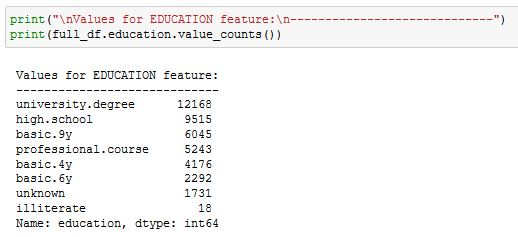 print("\nValues for EDUCATION feature:\n----------------------------")
print(full_df.education.value_counts())
Values for EDUCATION feature:
----------------------------
university.degree      12168
high.school             9515
basic.9y                6045
professional.course     5243
basic.4y                4176
basic.6y                2292
unknown                 1731
illiterate                18
Name: education, dtype: int64